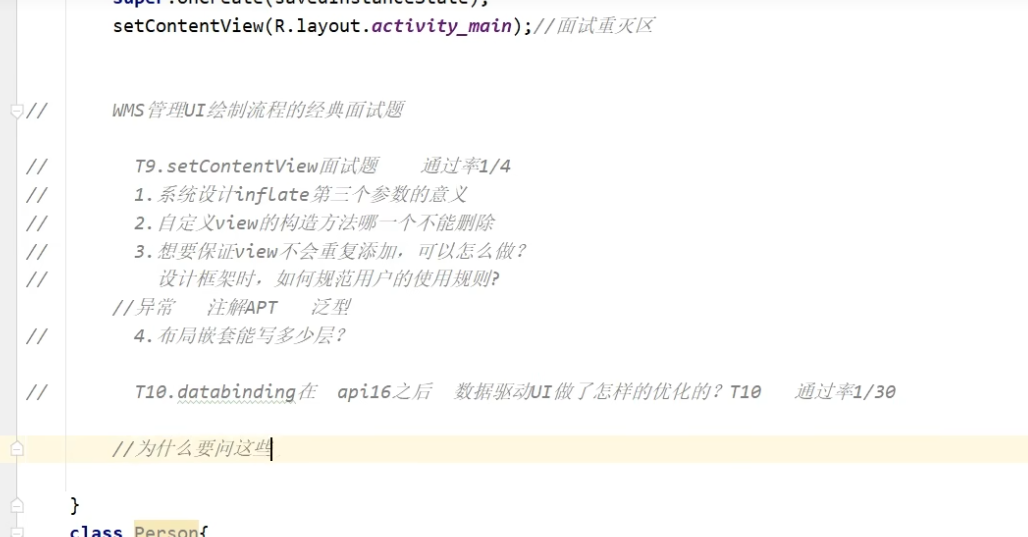 super.onCreate(savedInstanceState);
setContentView(R.layout.activity_main);//面试重灭区
// WMS管理UI绘制流程的经典面试题
// T9.setContentView面试题 通过率1/4
// 1.系统设计inflate第三个参数的意义
// 2.自定义view的构造方法哪一个不能删除
// 3.想要保证view不会重复添加，可以怎么做？
// 设计框架时，如何规范用户的使用规则？
//异常 注解APT 泛型
// 4.布局嵌套能写多少层？
// T10.databinding在 api16之后 数据驱动UI做了怎样的优化的？T10 通过率1/30
//为什么要问这些
}
class Person{